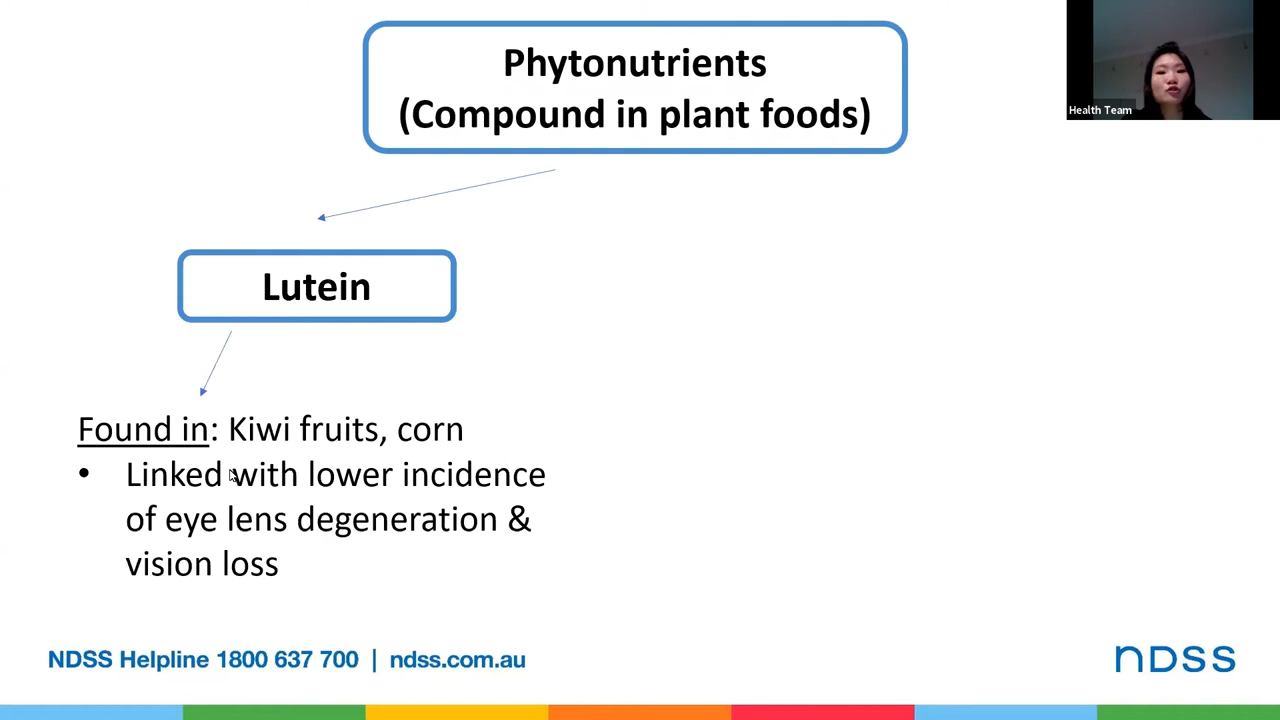 Phytonutrients
(Compound in plant foods)
Health Team
Lutein
Found in: Kiwi fruits, corn
• Linked with lower incidence
of eye lens degeneration &
vision loss
NDSS Helpline 1800 637 700 | ndss.com.au
ndss